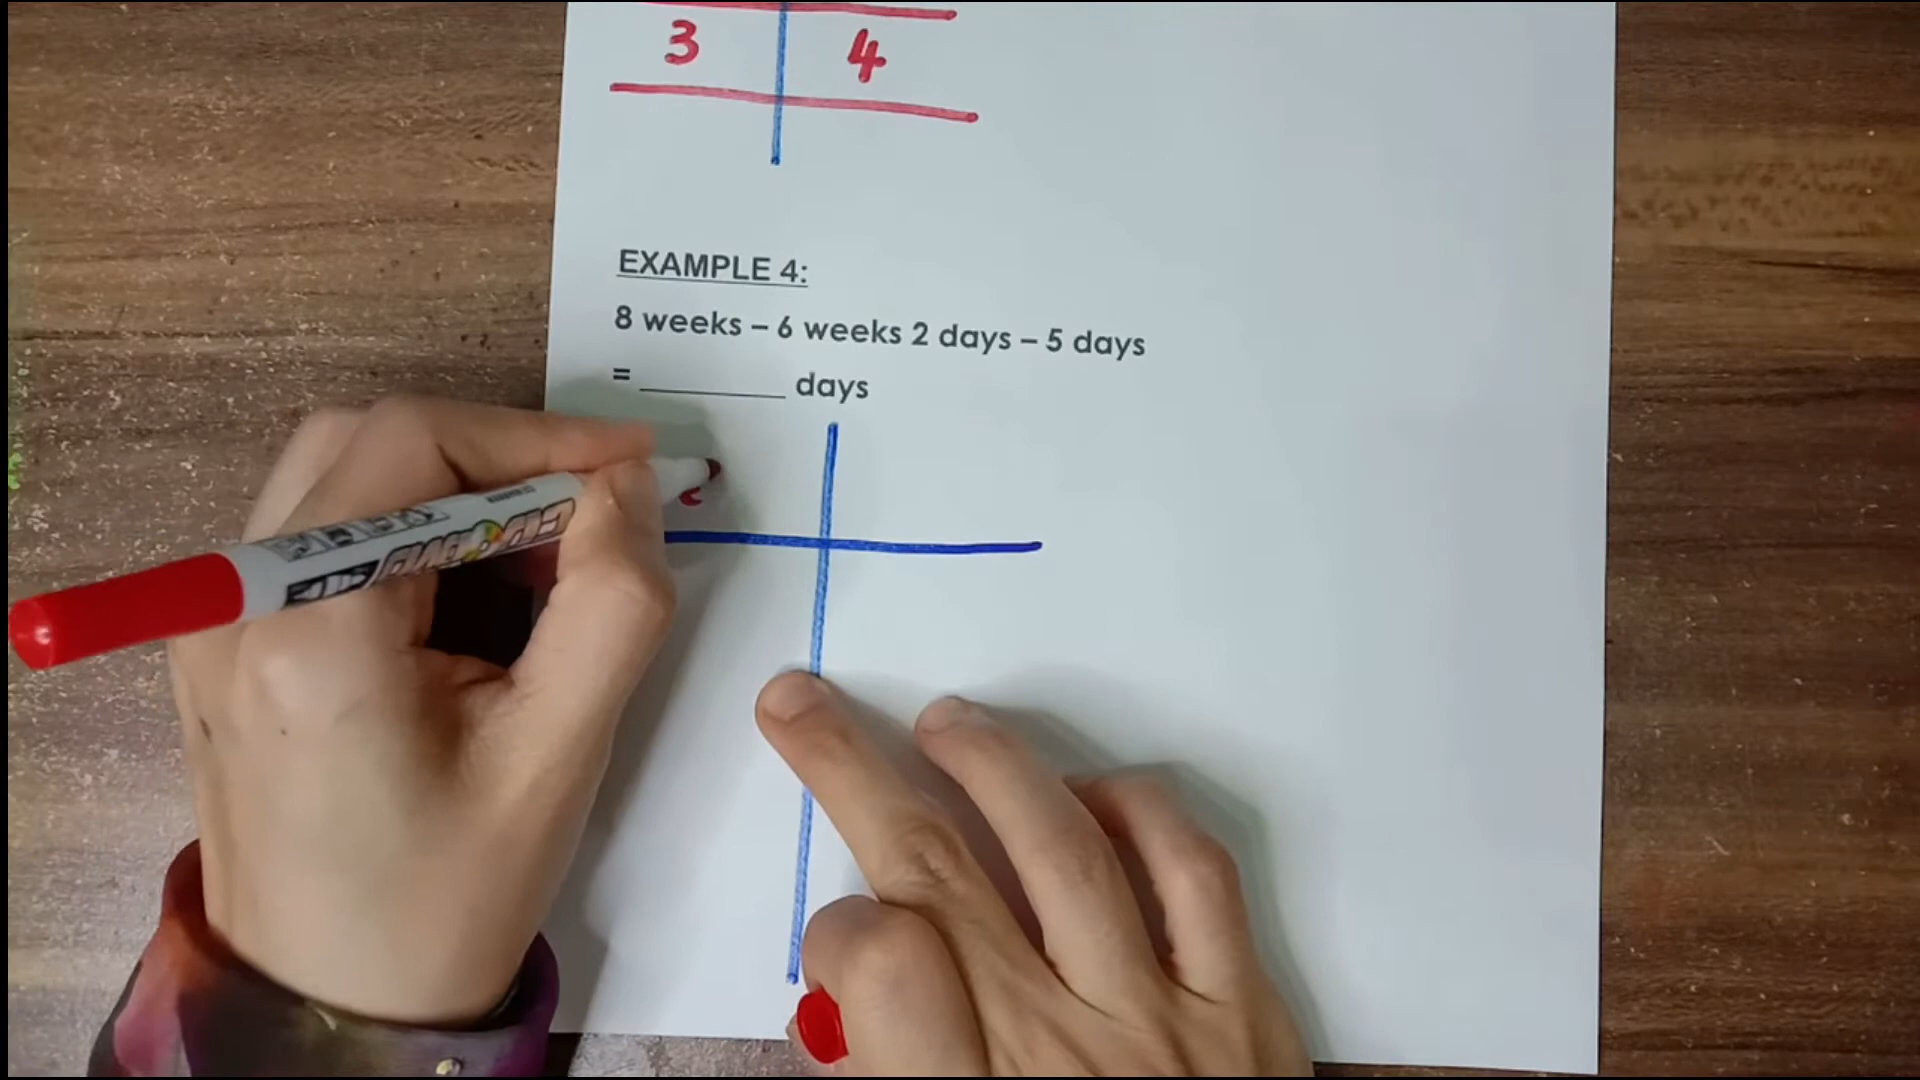 3 4
EXAMPLE 4:
8 weeks – 6 weeks 2 days – 5 days
= ________ days